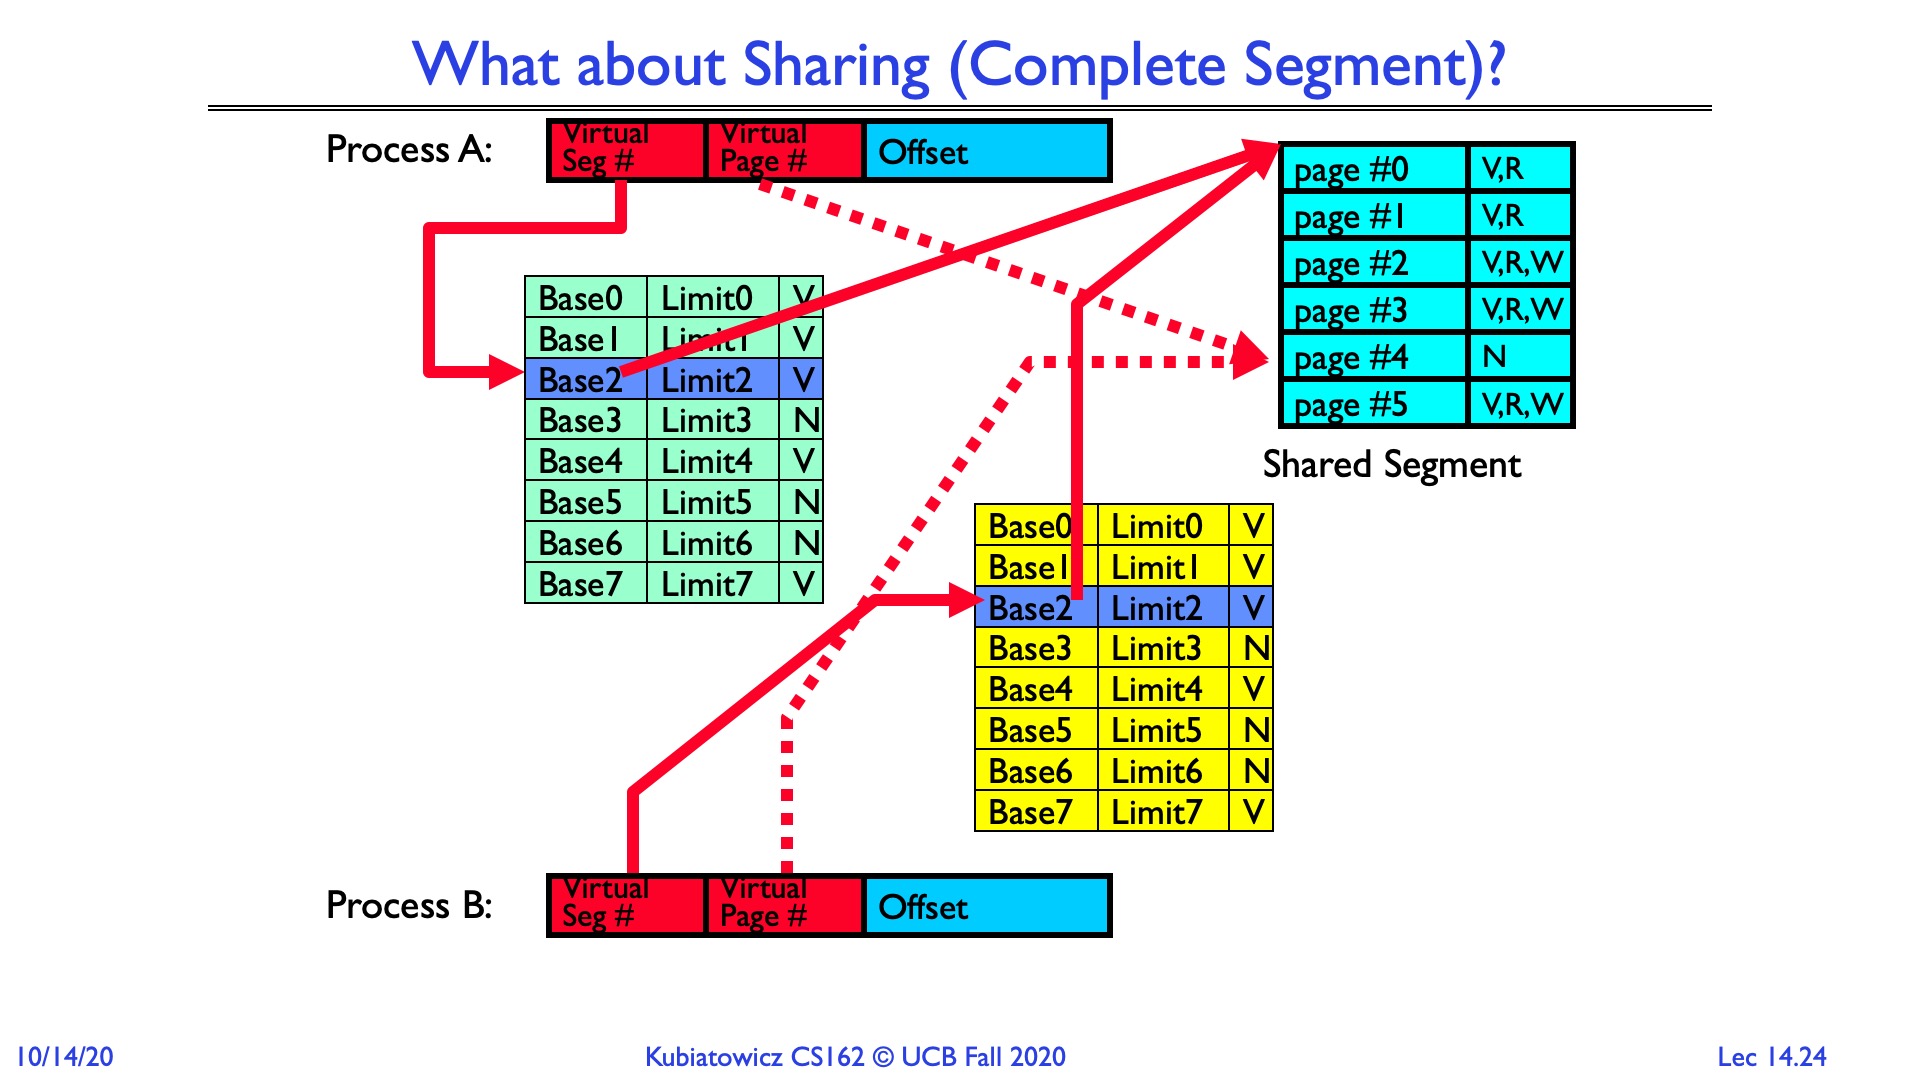 What about Sharing (Complete Segment)?
Process A:
Virtual
Seg #
Virtual
Page #
Offset
page #0 V,R
page #1 V,R
page #2 V,R,W
page #3 V,R,W
page #4 N
page #5 V,R,W
Shared Segment
Base0 Limit0 V
Base1 Limit1 V
Base2 Limit2 V
Base3 Limit3 N
Base4 Limit4 V
Base5 Limit5 N
Base6 Limit6 N
Base7 Limit7 V
Base0 Limit0 V
Base1 Limit1 V
Base2 Limit2 V
Base3 Limit3 N
Base4 Limit4 V
Base5 Limit5 N
Base6 Limit6 N
Base7 Limit7 V
Process B:
Virtual
Seg #
Virtual
Page #
Offset
10/14/20
Kubiatowicz CS162 © UCB Fall 2020
Lec 14.24